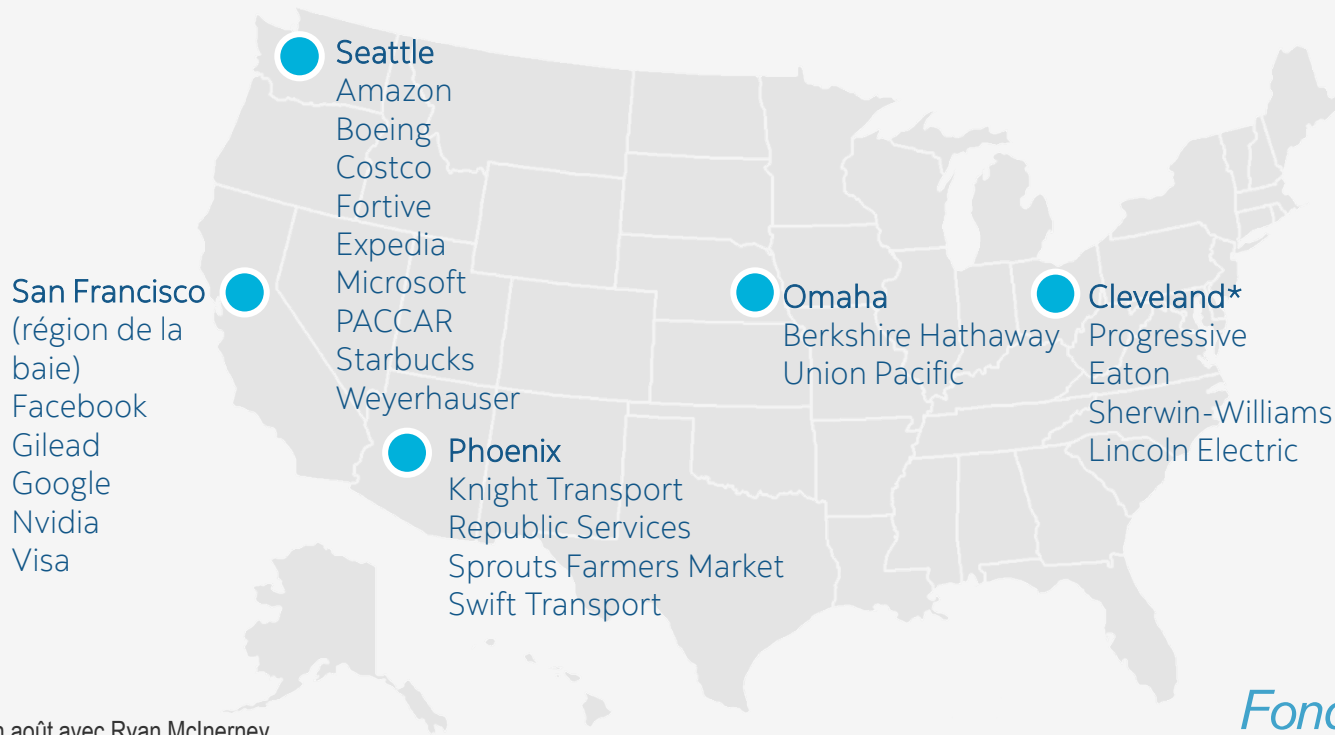 Seattle
Amazon
Boeing
Costco
Fortive
Expedia
Microsoft
PACCAR
Starbucks
Weyerhauser
San Francisco
(région de la
baie)
Facebook
Gilead
Google
Nvidia
Visa
Phoenix
Knight Transport
Republic Services
Sprouts Farmers Market
Swift Transport
Omaha
Berkshire Hathaway
Union Pacific
Cleveland*
Progressive
Eaton
Sherwin-Williams
Lincoln Electric
août avec Ryan McInerney